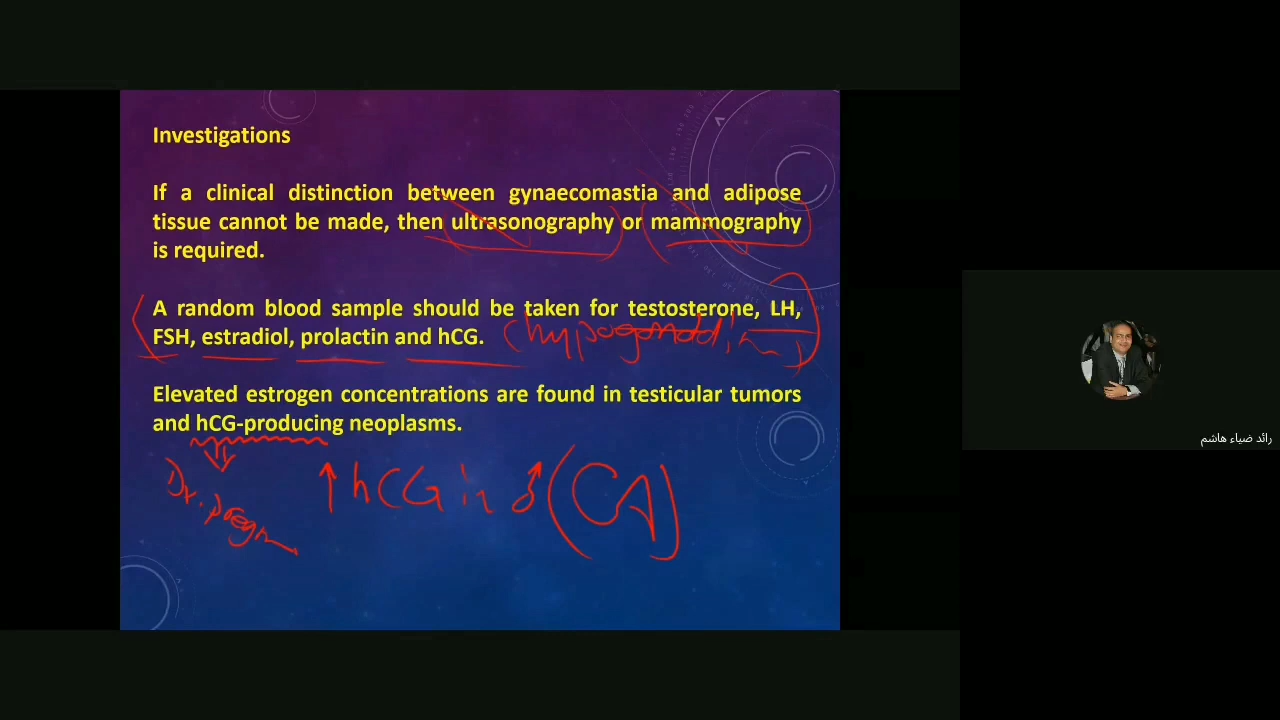 Investigations
If a clinical distinction between gynaecomastia and adipose
tissue cannot be made, then ultrasonography or mammography
is required.
A random blood sample should be taken for testosterone, LH,
FSH, estradiol, prolactin and hCG.
Elevated estrogen concentrations are found in testicular tumors
and hCG-producing neoplasms.
↑ hCG in ♂ (CA)
رائد ضياء هاشم